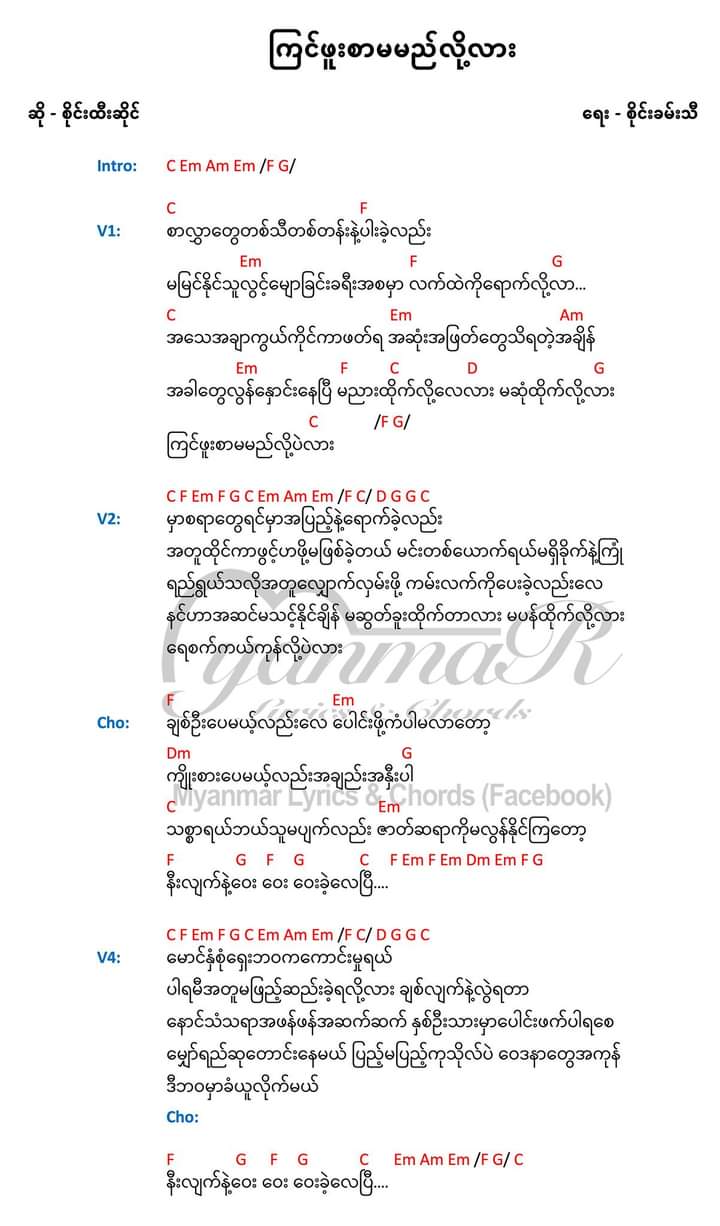 ကြင်ဖူးစာမမည်လို့လား
ဆို - စိုင်းထီးဆိုင် ရေး - စိုင်းခမ်းသီ
Intro: C Em Am Em /F G/
C F
V1: စာလွှာတွေတစ်သီတစ်တန်းနဲ့ပါးခဲ့လည်း
Em F G
မမြင်နိုင်သူလွင့်မျောခြင်းခရီးအစမှာ လက်ထဲကိုရောက်လို့လာ...
C Em Am
အသေအချာကွယ်ကိုင်ကာဖတ်ရ အဆုံးအဖြတ်တွေသိရတဲ့အချိန်
Em F C D G
အခါတွေလွန်နှောင်းနေပြီ မညားထိုက်လို့လေလား မဆုံထိုက်လို့လား
C /F G/
ကြင်ဖူးစာမမည်လို့ပဲလား
C F Em F G C Em Am Em /F C/ D G G C
V2: မှာစရာတွေရင်မှာအပြည့်နဲ့ရောက်ခဲ့လည်း
အတူထိုင်ကာဖွင့်ဟဖို့မဖြစ်ခဲ့တယ် မင်းတစ်ယောက်ရယ်မရှိခိုက်နဲ့ကြုံ
ရည်ရွယ်သလိုအတူလျှောက်လှမ်းဖို့ ကမ်းလက်ကိုပေးခဲ့လည်းလေ
နင်ဟာအဆင်မသင့်နိုင်ချိန် မဆွတ်ခူးထိုက်တာလား မပန်ထိုက်လို့လား
ရေစက်ကယ်ကုန်လို့ပဲလား
myanmaR
Lyrics & Chords
F Em
Cho: ချစ်ဦးပေမယ့်လည်းလေ ပေါင်းဖို့ကံပါမလာတော့
Dm G
ကျိုးစားပေမယ့်လည်းအချည်းအနှီးပါ
Myanmar Lyrics & Chords (Facebook)
C Em
သစ္စာရယ်ဘယ်သူမပျက်လည်း ဇာတ်ဆရာကိုမလွန်နိုင်ကြတော့
F G F G C F Em F Em Dm Em F G
နီးလျက်နဲ့ဝေး ဝေး ဝေးခဲ့လေပြီ....
C F Em F G C Em Am Em /F C/ D G G C
V4: မောင်နှံစုံရှေးဘဝကကောင်းမှုရယ်
ပါရမီအတူမဖြည့်ဆည်းခဲ့ရလို့လား ချစ်လျက်နဲ့လွဲရတာ
နောင်သံသရာအဖန်ဖန်အဆက်ဆက် နှစ်ဦးသားမှာပေါင်းဖက်ပါရစေ
မျှော်ရည်ဆုတောင်းနေမယ် ပြည့်မပြည့်ကုသိုလ်ပဲ ဝေဒနာတွေအကုန်
ဒီဘဝမှာခံယူလိုက်မယ်
Cho:
F G F G C Em Am Em /F G/ C
နီးလျက်နဲ့ဝေး ဝေး ဝေးခဲ့လေပြီ....